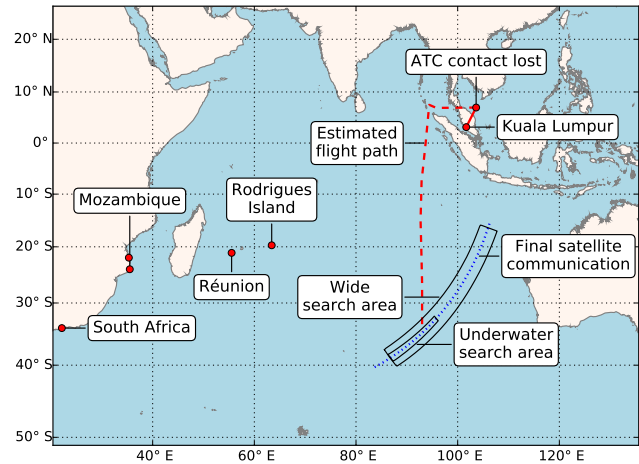 20° N
ATC contact lost
10° N
Kuala Lumpur
Estimated
flight path
0°
10° S
Mozambique
Rodrigues
Island
20° S
Final satellite
communication
Réunion
Wide
search area
30° S
South Africa
Underwater
search area
40° S
50° S
40° E
60° E
80° E
100° E
120° E